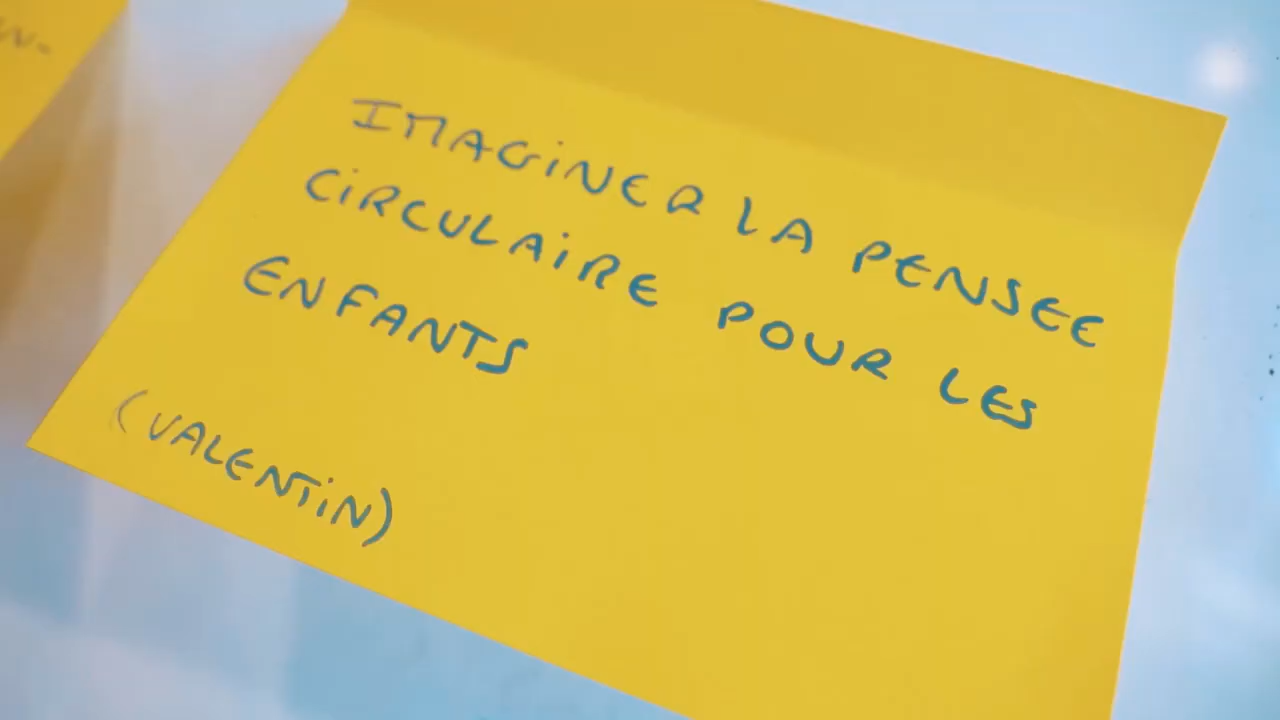 IMAGINER LA PENSEE
CIRCULAIRE POUR LES
ENFANTS
(VALENTIN)